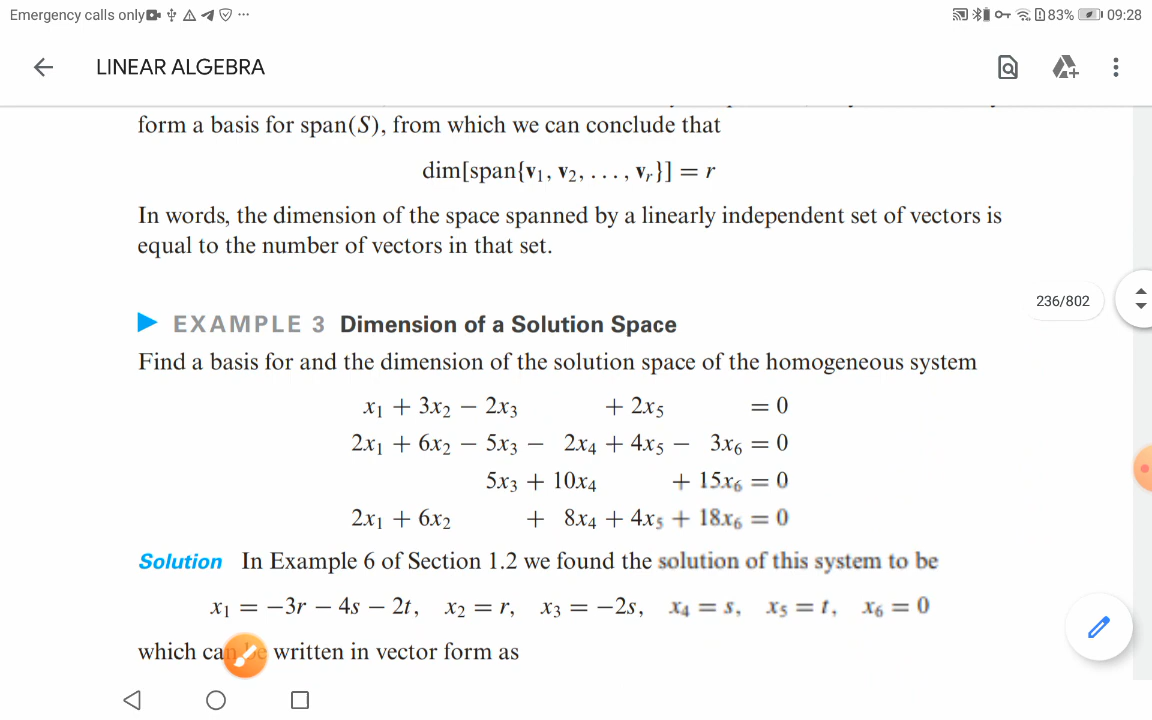 Emergency calls only ... 83% 09:28
LINEAR ALGEBRA
form a basis for span(S), from which we can conclude that
dim[span{v₁, v₂, . . . , vᵣ}] = r
In words, the dimension of the space spanned by a linearly independent set of vectors is
equal to the number of vectors in that set.
236/802
EXAMPLE 3 Dimension of a Solution Space
Find a basis for and the dimension of the solution space of the homogeneous system
x₁ + 3x₂ − 2x₃ + 2x₅ = 0
2x₁ + 6x₂ − 5x₃ − 2x₄ + 4x₅ − 3x₆ = 0
5x₃ + 10x₄ + 15x₆ = 0
2x₁ + 6x₂ + 8x₄ + 4x₅ + 18x₆ = 0
Solution In Example 6 of Section 1.2 we found the solution of this system to be
x₁ = −3r − 4s − 2t, x₂ = r, x₃ = −2s, x₄ = s, x₅ = t, x₆ = 0
which can be written in vector form as